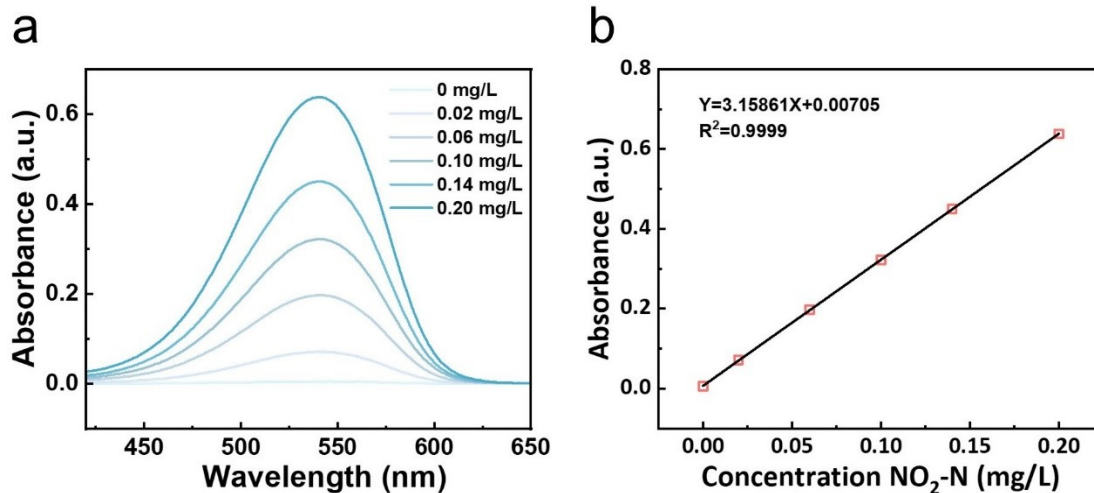 a
0 mg/L
0.02 mg/L
0.06 mg/L
0.10 mg/L
0.14 mg/L
0.20 mg/L
0.6
0.4
0.2
0.0
Absorbance (a.u.)
450 500 550 600 650
Wavelength (nm)
b
Y=3.15861X+0.00705
R²=0.9999
0.8
0.6
0.4
0.2
0.0
Absorbance (a.u.)
0.00 0.05 0.10 0.15 0.20
Concentration NO₂-N (mg/L)